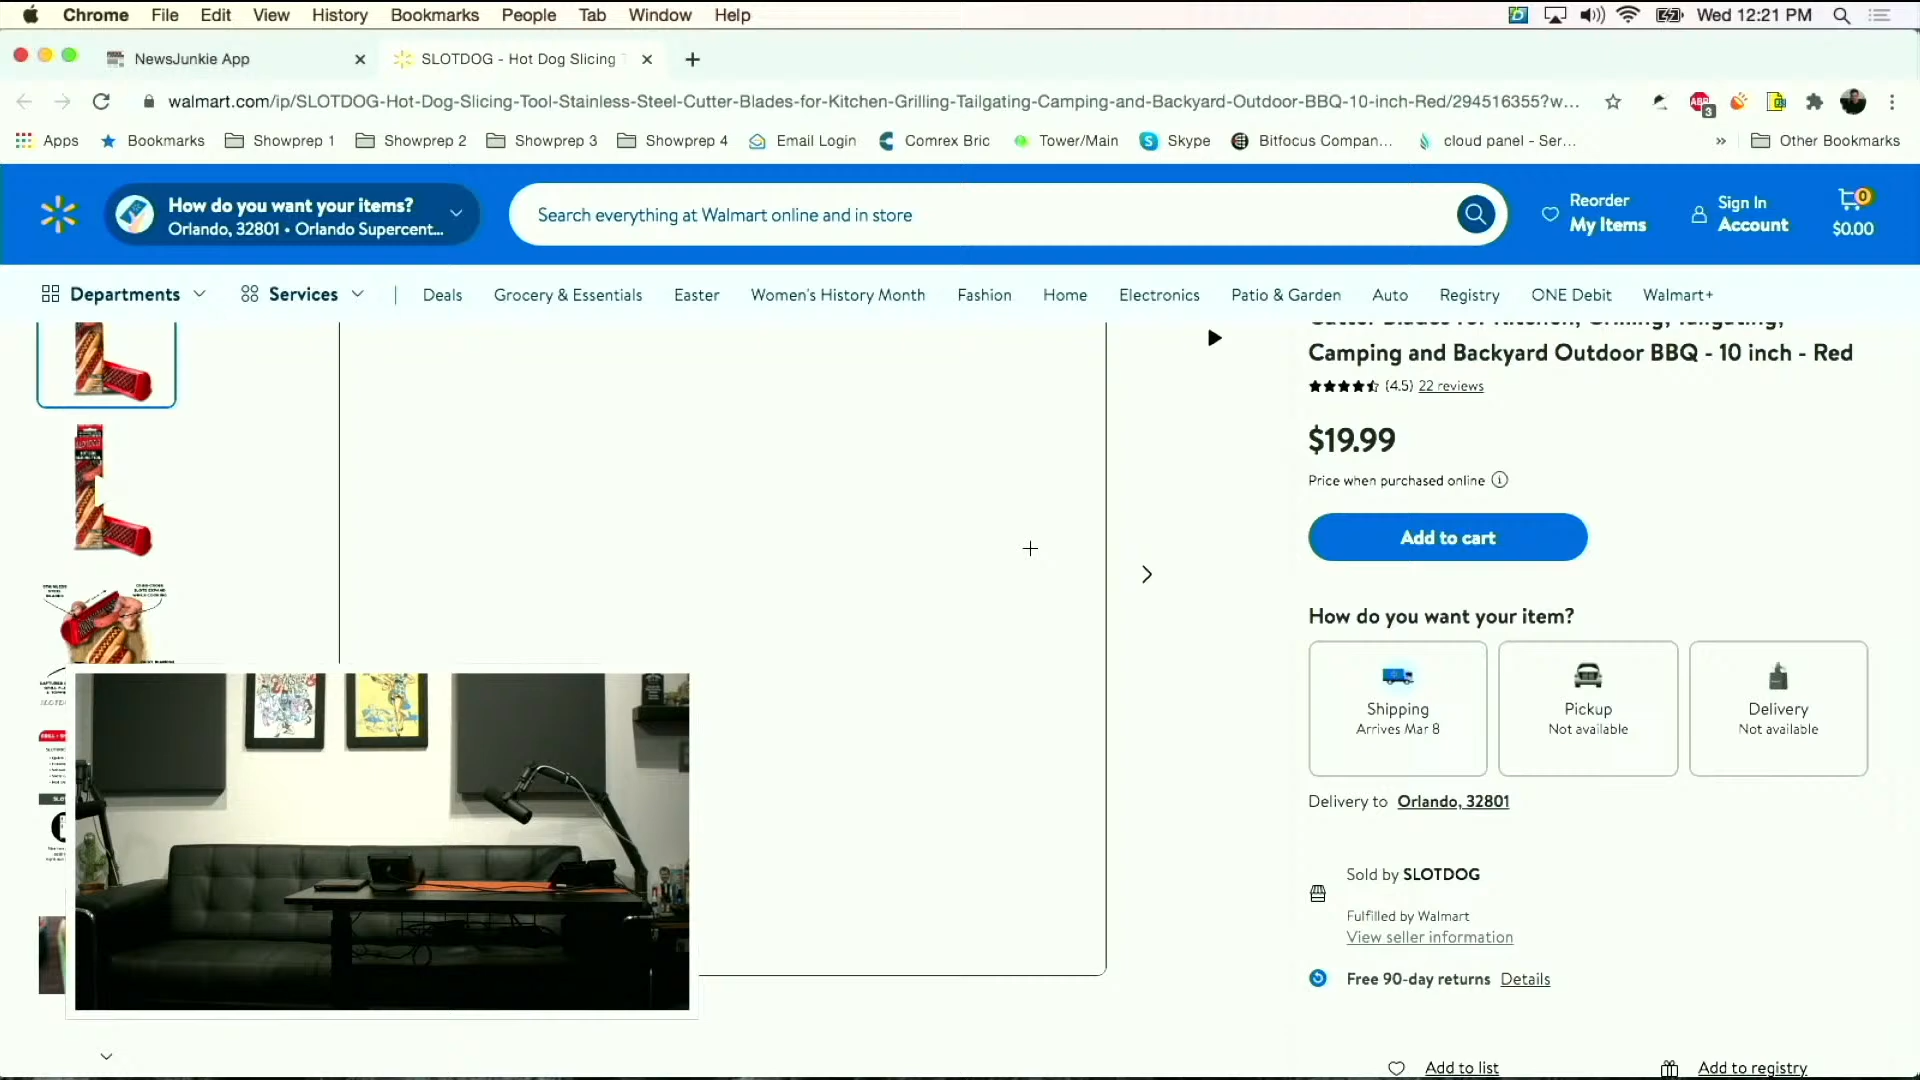 Chrome File Edit View History Bookmarks People Tab Window Help
Wed 12:21 PM
NewsJunkie App
SLOTDOG - Hot Dog Slicing
walmart.com/ip/SLOTDOG-Hot-Dog-Slicing-Tool-Stainless-Steel-Cutter-Blades-for-Kitchen-Grilling-Tailgating-Camping-and-Backyard-Outdoor-BBQ-10-inch-Red/294516355?w...
ABP
3
Apps Bookmarks Showprep 1 Showprep 2 Showprep 3 Showprep 4 Email Login Comrex Bric Tower/Main Skype Bitfocus Compan... cloud panel - Ser... » Other Bookmarks
How do you want your items?
Orlando, 32801 • Orlando Supercent...
Search everything at Walmart online and in store
Reorder
My Items
Sign In
Account
0
$0.00
Departments Services Deals Grocery & Essentials Easter Women's History Month Fashion Home Electronics Patio & Garden Auto Registry ONE Debit Walmart+
Cutter Blades for Kitchen, Grilling, Tailgating,
Camping and Backyard Outdoor BBQ - 10 inch - Red
(4.5) 22 reviews
$19.99
Price when purchased online
Add to cart
How do you want your item?
Shipping
Arrives Mar 8
Pickup
Not available
Delivery
Not available
Delivery to Orlando, 32801
Sold by SLOTDOG
Fulfilled by Walmart
View seller information
Free 90-day returns Details
Add to list
Add to registry